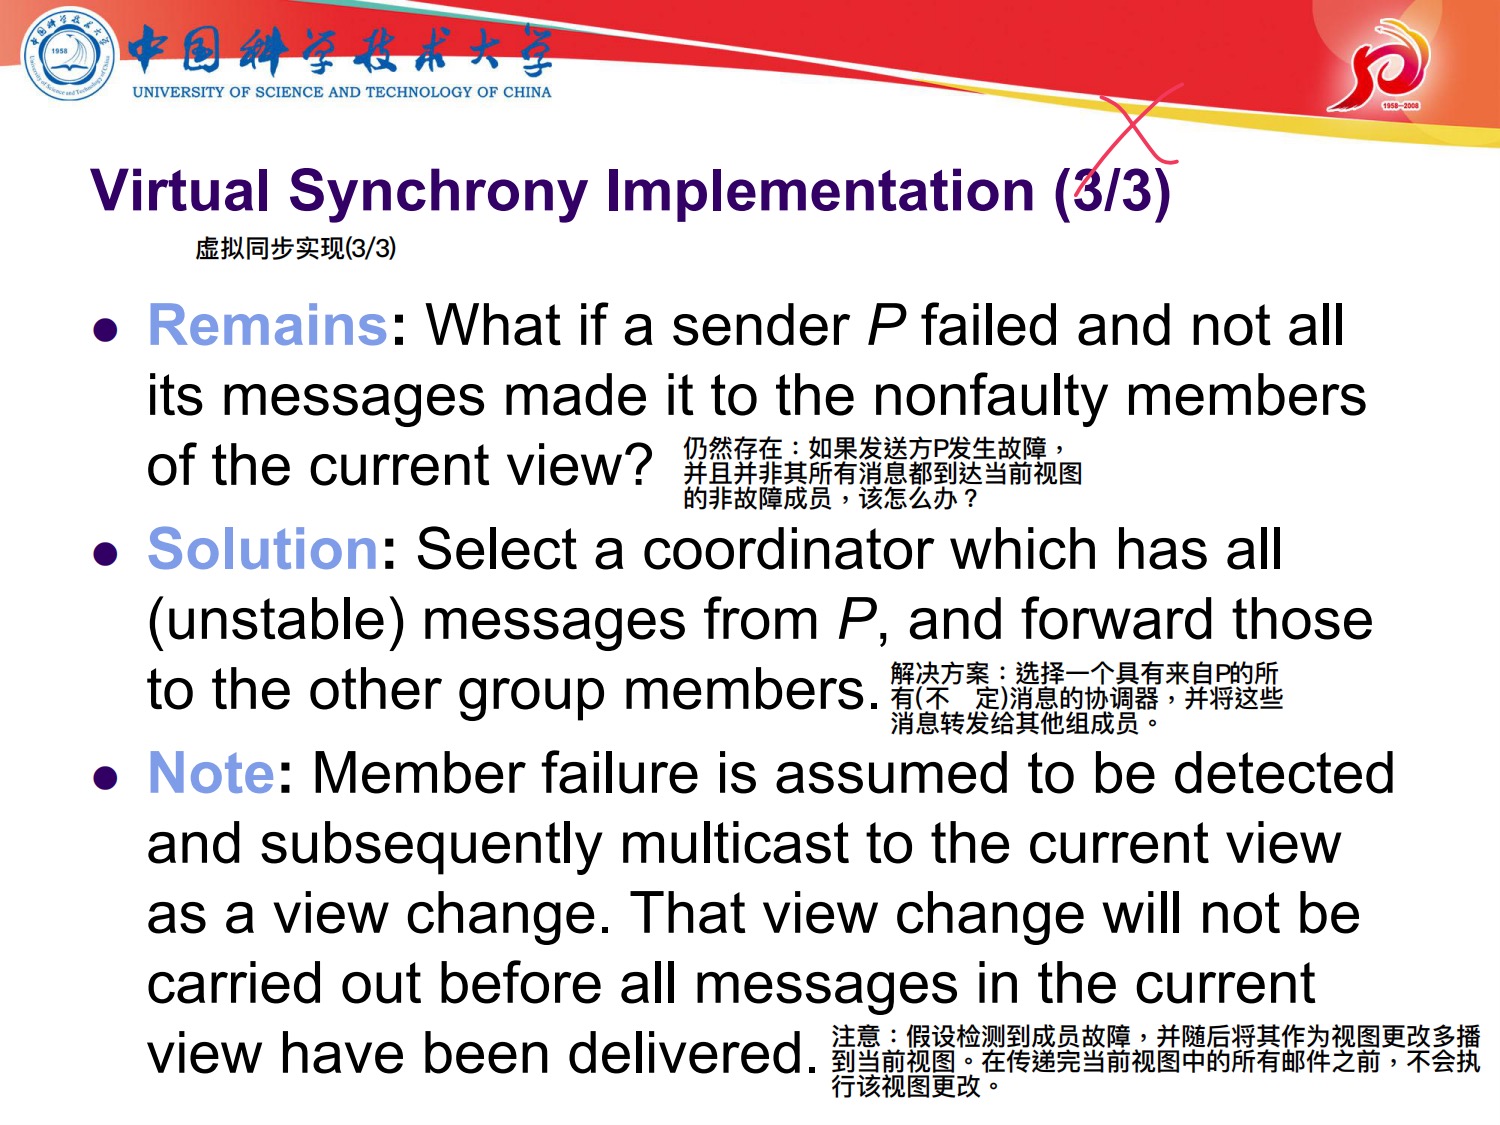 中国科学技术大学
UNIVERSITY OF SCIENCE AND TECHNOLOGY OF CHINA
1958
1958—2008
Virtual Synchrony Implementation (3/3)
虚拟同步实现(3/3)
● Remains: What if a sender P failed and not all
its messages made it to the nonfaulty members
of the current view?
仍然存在：如果发送方P发生故障，
并且并非其所有消息都到达当前视图
的非故障成员，该怎么办？
● Solution: Select a coordinator which has all
(unstable) messages from P, and forward those
to the other group members.
解决方案：选择一个具有来自P的所
有(不 定)消息的协调器，并将这些
消息转发给其他组成员。
● Note: Member failure is assumed to be detected
and subsequently multicast to the current view
as a view change. That view change will not be
carried out before all messages in the current
view have been delivered.
注意：假设检测到成员故障，并随后将其作为视图更改多播
到当前视图。在传递完当前视图中的所有邮件之前，不会执
行该视图更改。